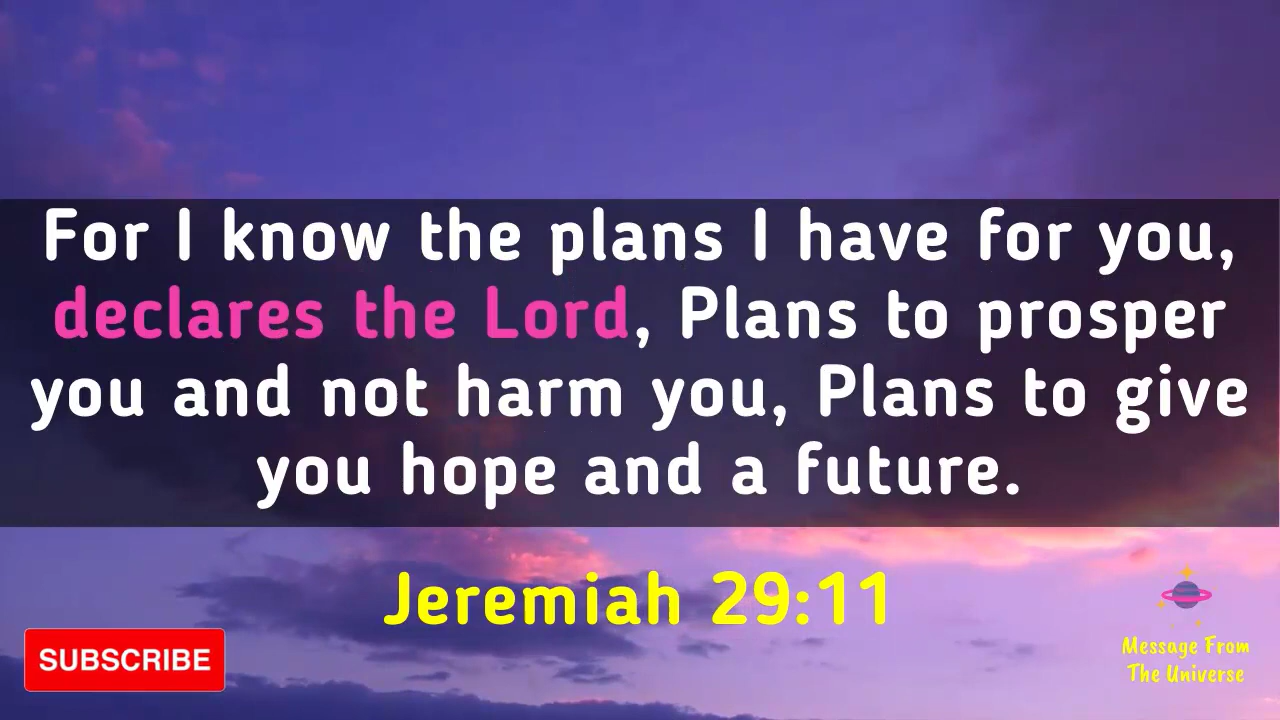 For I know the plans I have for you,
declares the Lord, Plans to prosper
you and not harm you, Plans to give
you hope and a future.
Jeremiah 29:11
SUBSCRIBE
Message From
The Universe